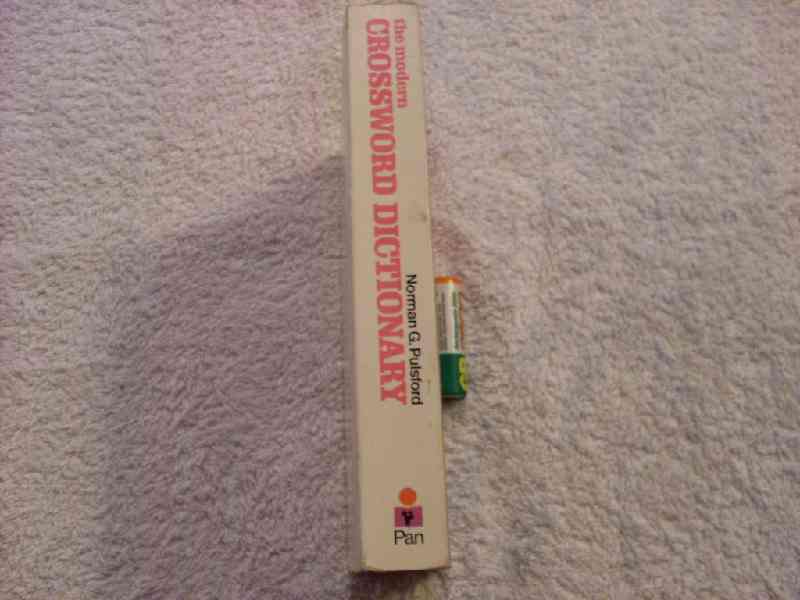 the modern
CROSSWORD DICTIONARY
Norman G. Pulsford
Pan